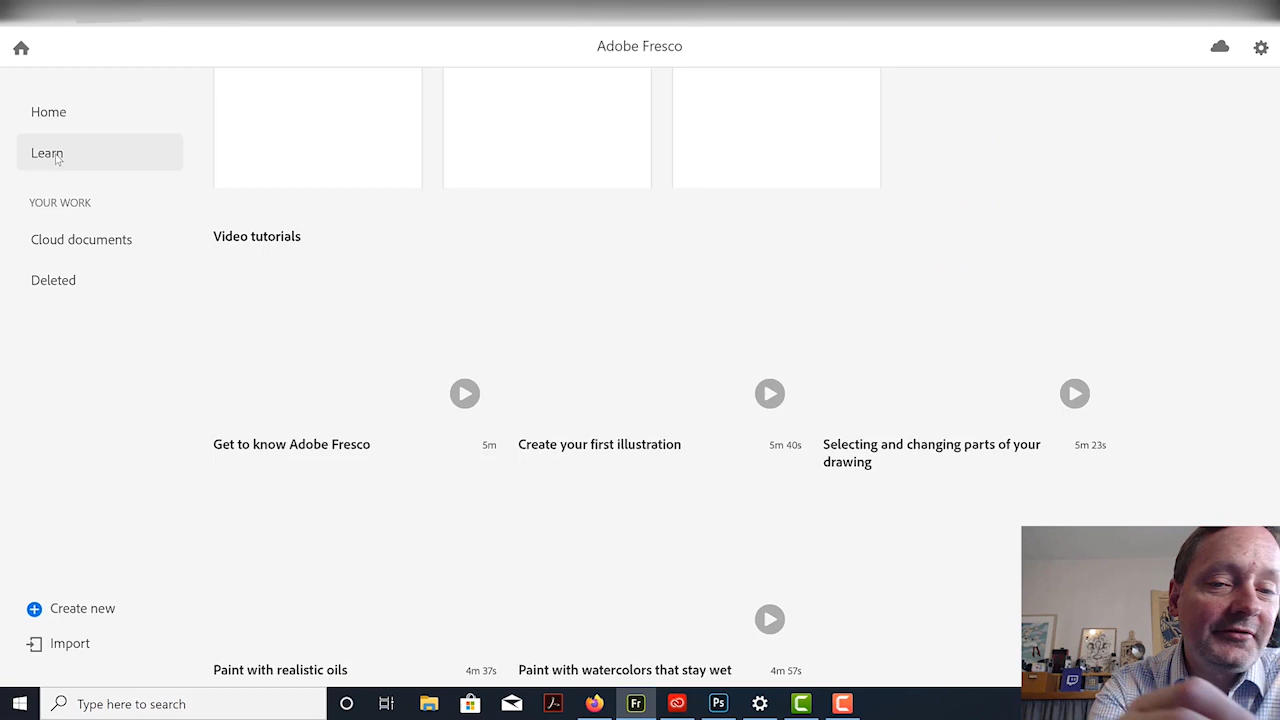 Adobe Fresco
Home
Learn
YOUR WORK
Cloud documents
Deleted
Video tutorials
Get to know Adobe Fresco 5m
Create your first illustration 5m 40s
Selecting and changing parts of your
drawing
5m 23s
Paint with realistic oils 4m 37s
Paint with watercolors that stay wet 4m 57s
Create new
Import
Type here to search
Fr
Ps